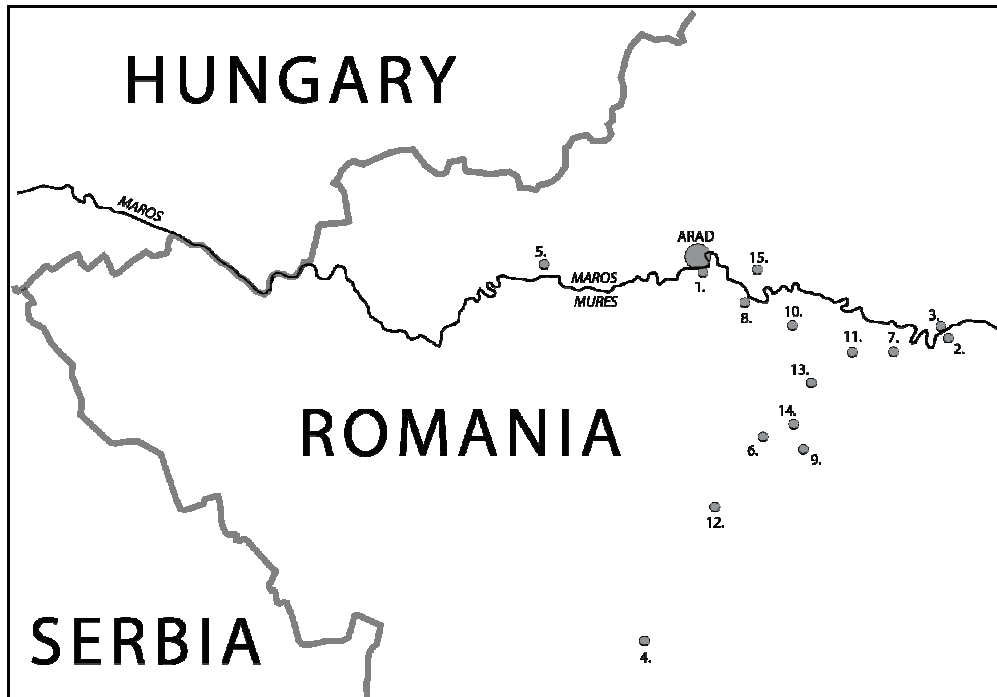 HUNGARY
MAROS
ARAD
5.
15.
MAROS
1.
MURES
8.
10.
3.
11.
7.
2.
13.
ROMANIA
14.
6.
9.
12.
SERBIA
4.